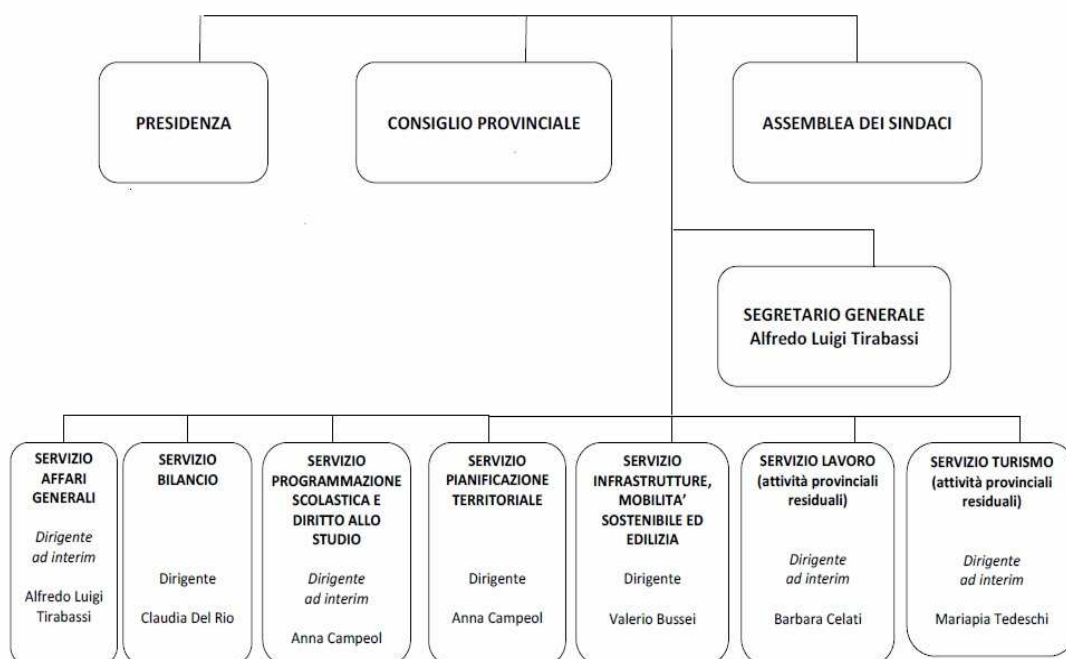 PRESIDENZA
CONSIGLIO PROVINCIALE
ASSEMBLEA DEI SINDACI
SEGRETARIO GENERALE
Alfredo Luigi Tirabassi
SERVIZIO
AFFARI
GENERALI
Dirigente
ad interim
Alfredo Luigi
Tirabassi
SERVIZIO
BILANCIO
Dirigente
Claudia Del Rio
SERVIZIO
PROGRAMMAZIONE
SCOLASTICA E
DIRITTO ALLO
STUDIO
Dirigente
ad interim
Anna Campeol
SERVIZIO
PIANIFICAZIONE
TERRITORIALE
Dirigente
Anna Campeol
SERVIZIO
INFRASTRUTTURE,
MOBILITA’
SOSTENIBILE ED
EDILIZIA
Dirigente
Valerio Bussei
SERVIZIO LAVORO
(attività provinciali
residuali)
Dirigente
ad interim
Barbara Celati
SERVIZIO TURISMO
(attività provinciali
residuali)
Dirigente
ad interim
Mariapia Tedeschi